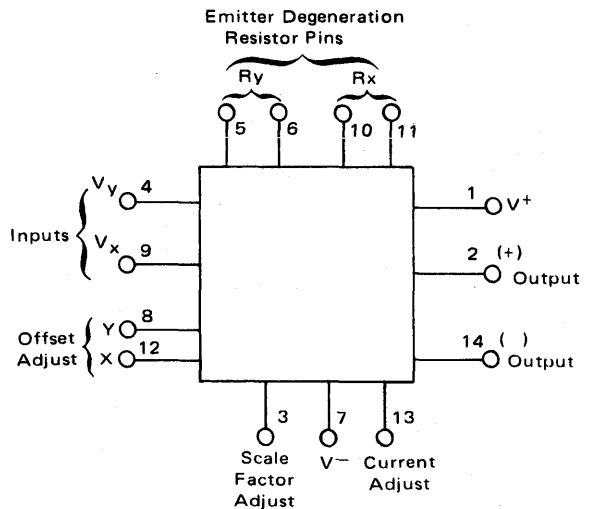 Emitter Degeneration
Resistor Pins
Ry Rx
5 6 10 11
Vy 4
1 V+
Inputs
Vx 9
2 (+)
Output
Y 8
Offset
Adjust
X 12
14 ( )
Output
3 7 13
Scale
Factor
Adjust
V−
Current
Adjust